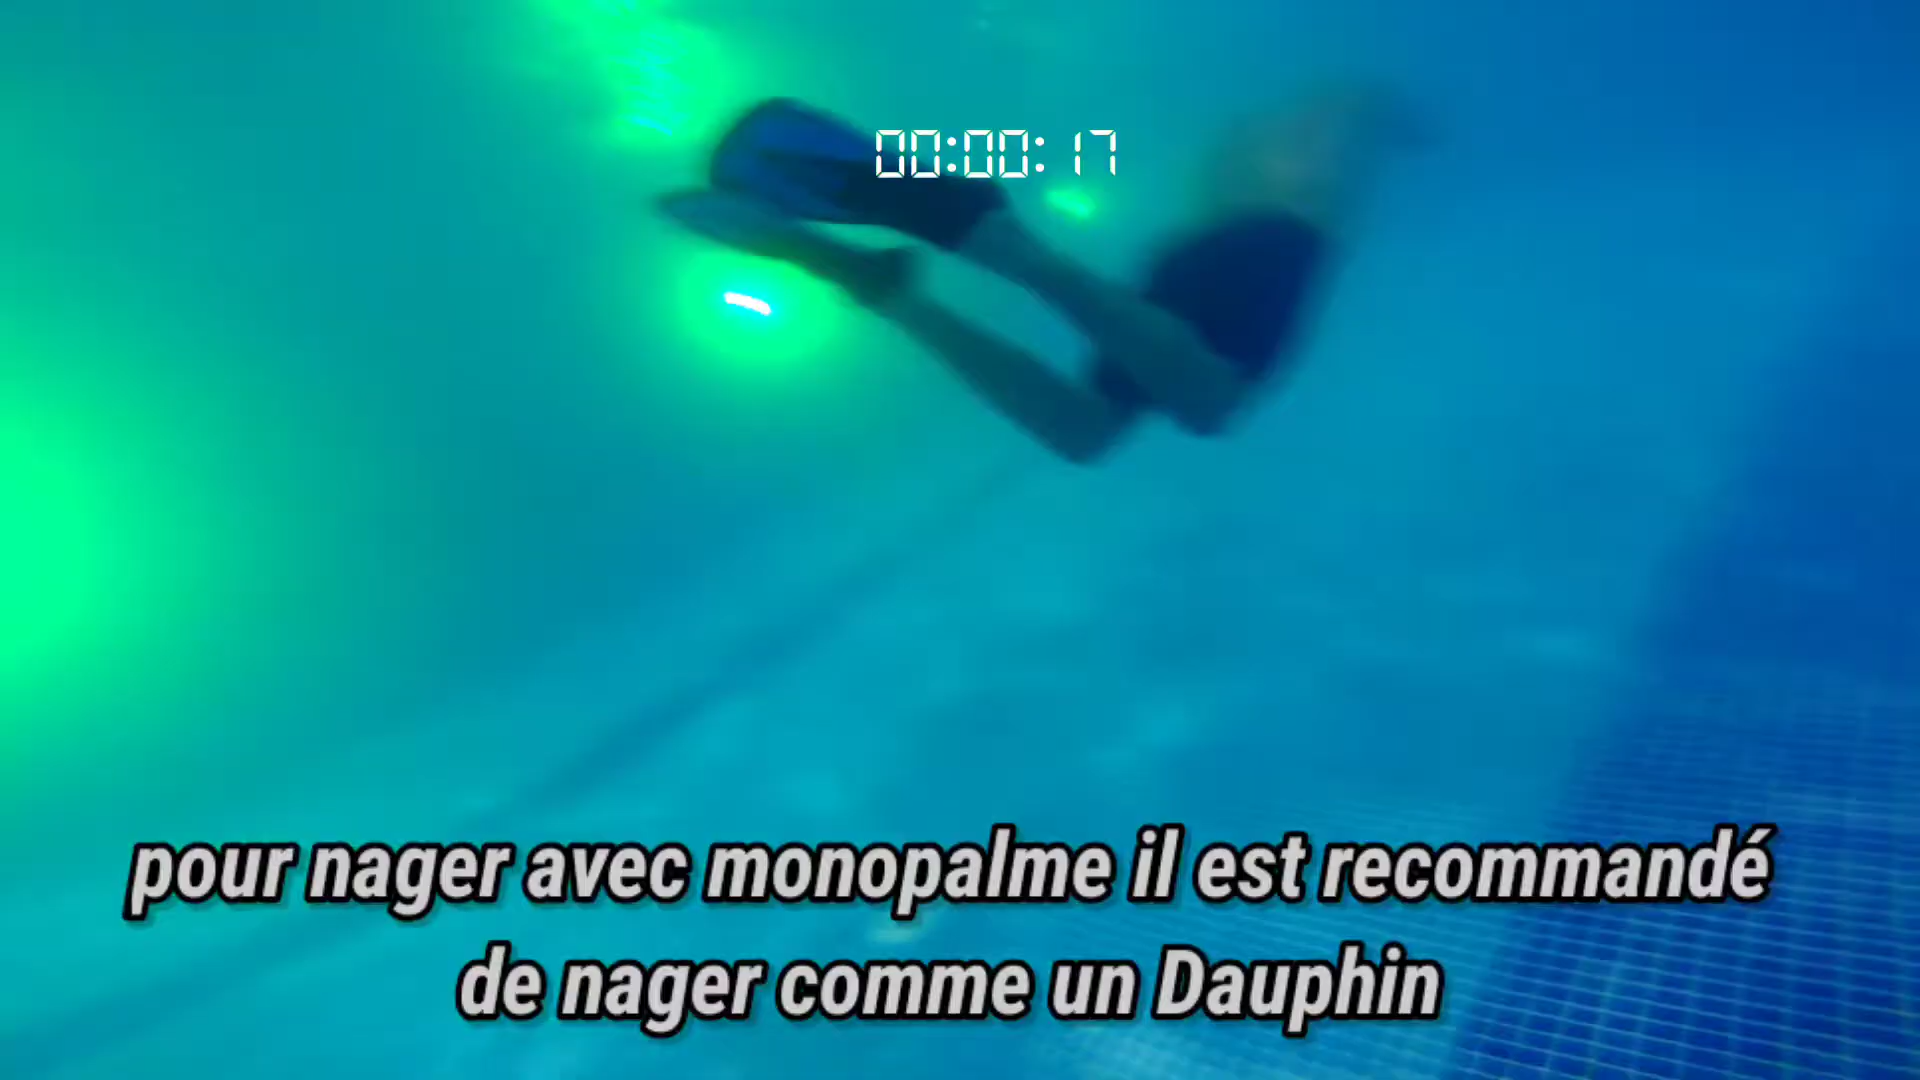 00:00:17
pour nager avec monopalme il est recommandé
de nager comme un Dauphin